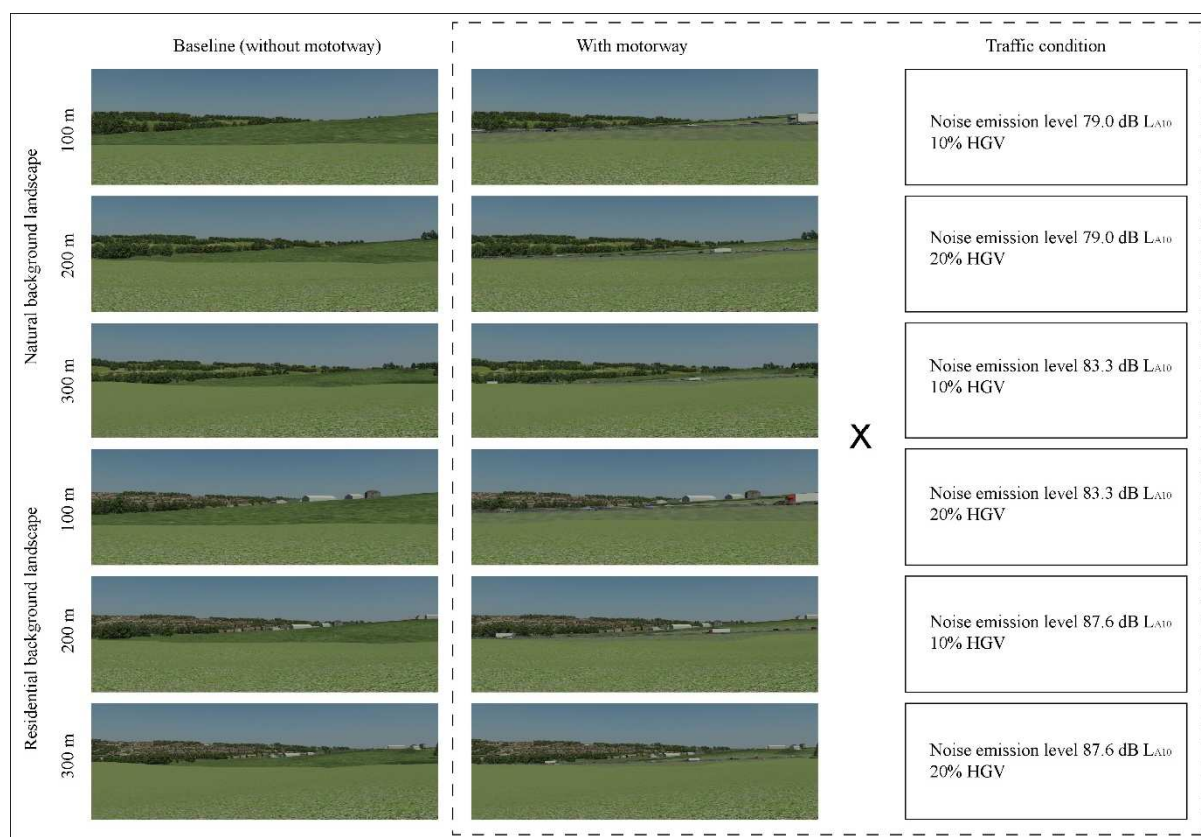 Baseline (without mototway)
With motorway
Traffic condition
Natural background landscape
100 m
200 m
300 m
Residential background landscape
100 m
200 m
300 m
X
Noise emission level 79.0 dB LA10
10% HGV
Noise emission level 79.0 dB LA10
20% HGV
Noise emission level 83.3 dB LA10
10% HGV
Noise emission level 83.3 dB LA10
20% HGV
Noise emission level 87.6 dB LA10
10% HGV
Noise emission level 87.6 dB LA10
20% HGV